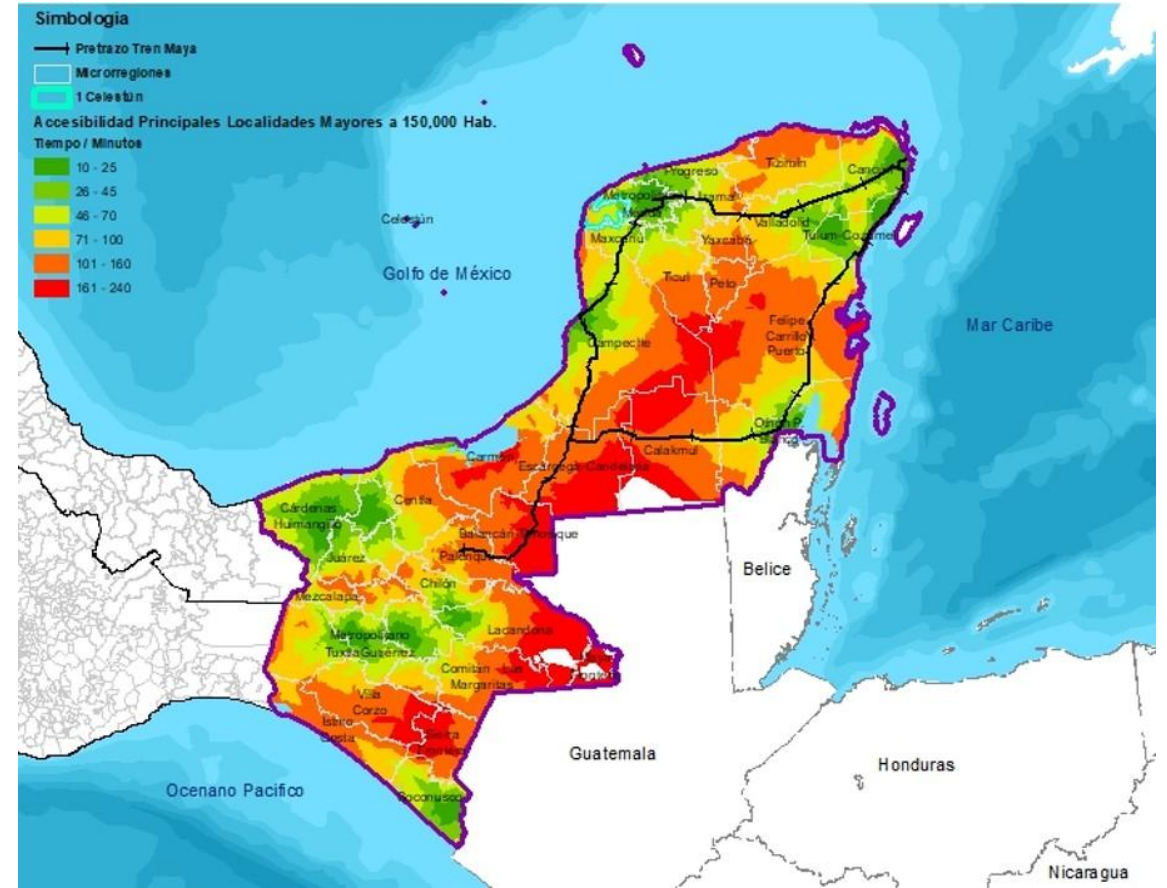 Simbología
Pretrazo Tren Maya
Microrregiones
1 Celestún
Accesibilidad Principales Localidades Mayores a 150,000 Hab.
Tiempo / Minutos
10 - 25
26 - 45
46 - 70
71 - 100
101 - 160
161 - 240
Progreso
Tizimín
Cancún
Metropolitano
Mérida
Izamal
Celestún
Maxcanú
Yaxcabá
Valladolid
Tulum-Cozumel
Golfo de México
Ticul
Peto
Mar Caribe
Campeche
Felipe
Carrillo
Puerto
Othón P.
Blanco
Carmen
Escárcega-Candelaria
Calakmul
Centla
Cárdenas
Huimanguillo
Juárez
Balancán-Tenosique
Palenque
Belice
Mezcalapa
Chilón
Lacandona
Metropolitano
Tuxtla Gutiérrez
Comitán - Las
Margaritas
Villa
Corzo
Istmo
Costa
Sierra
Soconusco
Guatemala
Honduras
Oceano Pacifico
Nicaragua